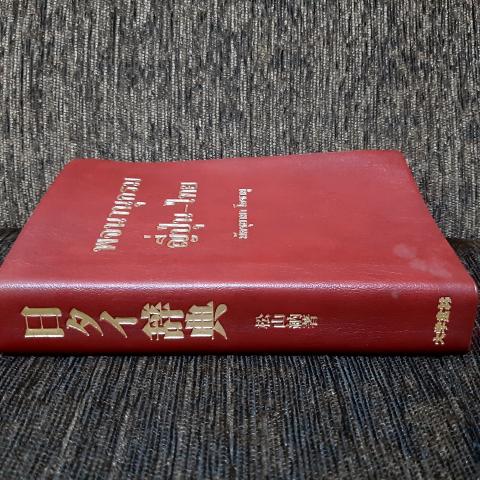 พจนานุกรม
ญี่ปุ่น-ไทย
日タイ辞典
松山納著
大学書林